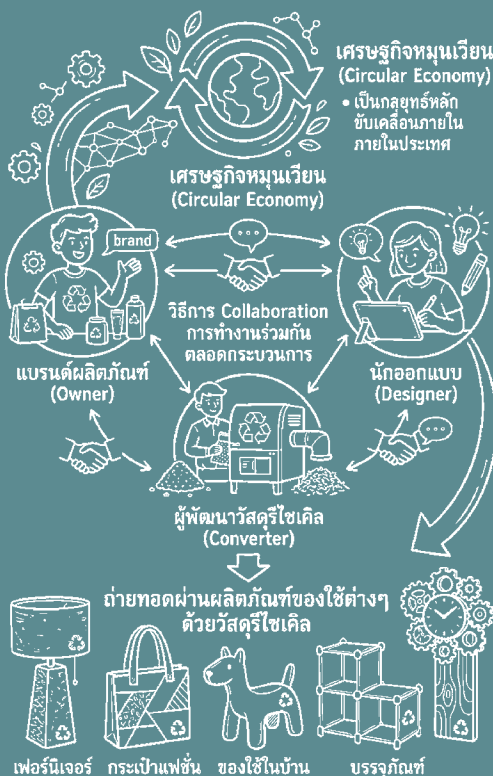 เศรษฐกิจหมุนเวียน
(Circular Economy)
• เป็นกลยุทธ์หลัก
ขับเคลื่อนภายใน
ภายในประเทศ
เศรษฐกิจหมุนเวียน
(Circular Economy)
brand
วิธีการ Collaboration
การทำงานร่วมกัน
ตลอดกระบวนการ
แบรนด์ผลิตภัณฑ์
(Owner)
นักออกแบบ
(Designer)
ผู้พัฒนาวัสดุรีไซเคิล
(Converter)
ถ่ายทอดผ่านผลิตภัณฑ์ของใช้ต่างๆ
ด้วยวัสดุรีไซเคิล
เฟอร์นิเจอร์
กระเป๋าแฟชั่น
ของใช้ในบ้าน
บรรจุภัณฑ์